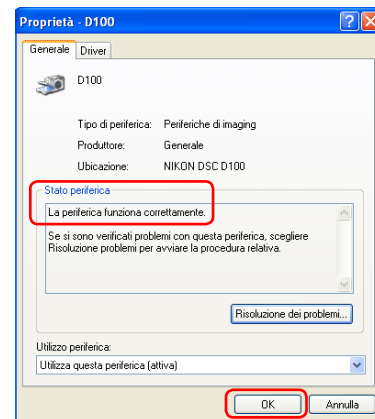 Proprietà - D100
Generale Driver
D100
Tipo di periferica: Periferiche di imaging
Produttore: Generale
Ubicazione: NIKON DSC D100
Stato periferica
La periferica funziona correttamente.
Se si sono verificati problemi con questa periferica, scegliere
Risoluzione problemi per avviare la procedura relativa.
Risoluzione dei problemi...
Utilizzo periferica:
Utilizza questa periferica (attiva)
OK Annulla